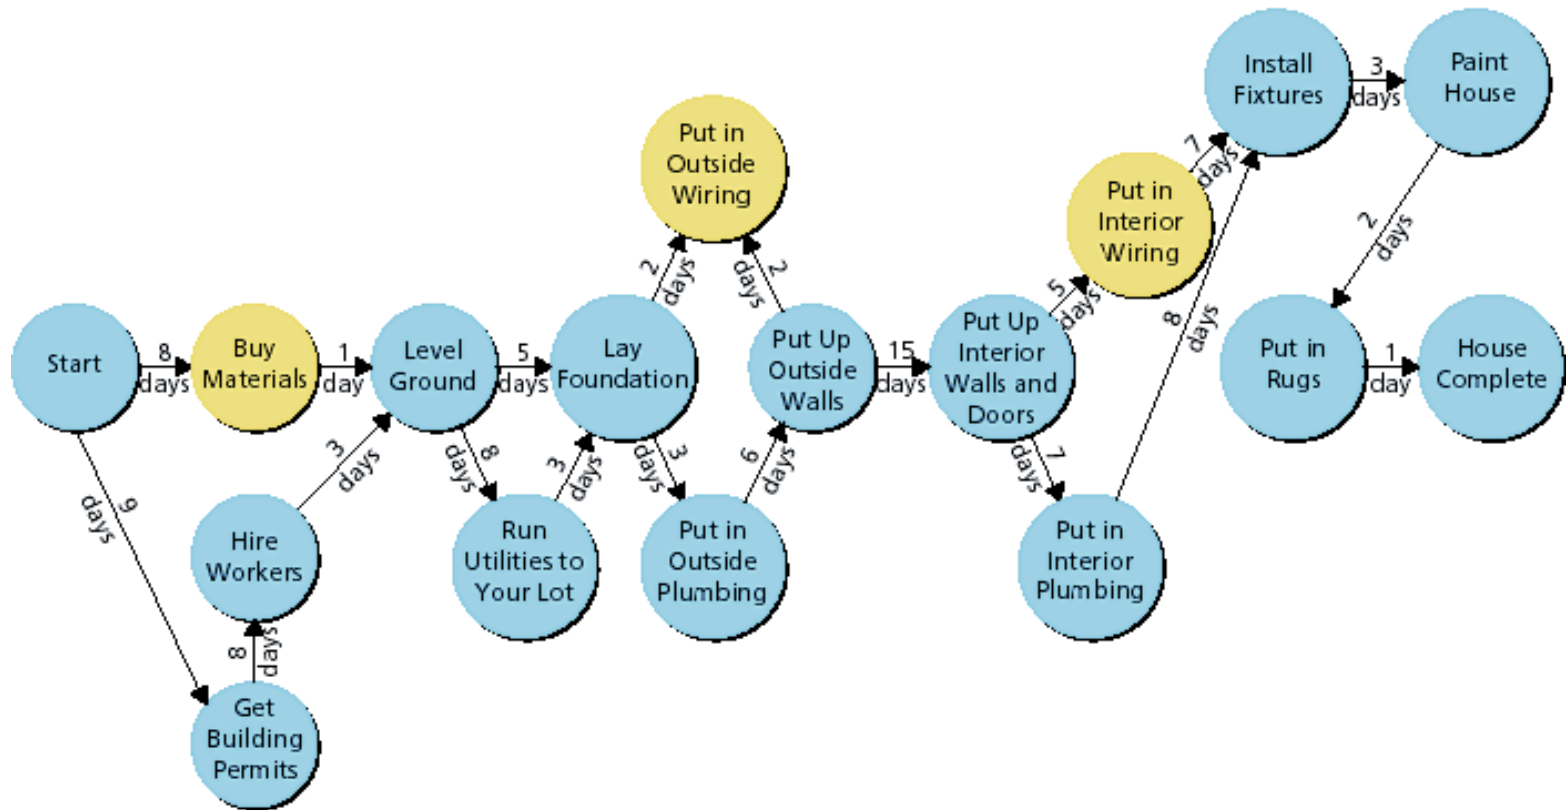 Start
8
days
Buy
Materials
1
day
Level
Ground
5
days
Lay
Foundation
2
days
Put in
Outside
Wiring
2
days
Put Up
Outside
Walls
15
days
Put Up
Interior
Walls and
Doors
5
days
Put in
Interior
Wiring
7
days
Install
Fixtures
3
days
Paint
House
2
days
Put in
Rugs
1
day
House
Complete
9
days
Get
Building
Permits
8
days
Hire
Workers
3
days
8
days
Run
Utilities to
Your Lot
3
days
3
days
Put in
Outside
Plumbing
6
days
7
days
Put in
Interior
Plumbing
8
days